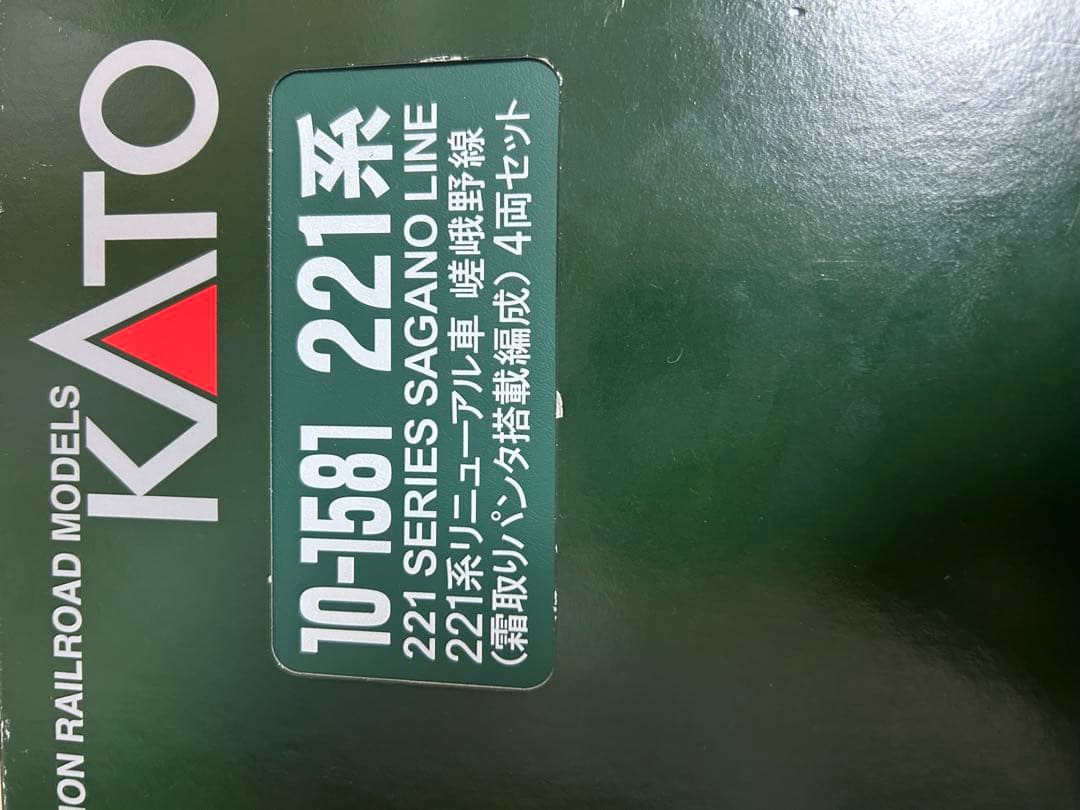 ION RAILROAD MODELS
KATO
10-1581 221系
221 SERIES SAGANO LINE
221系リニューアル車 嵯峨野線
(霜取りパンタ搭載編成) 4両セット